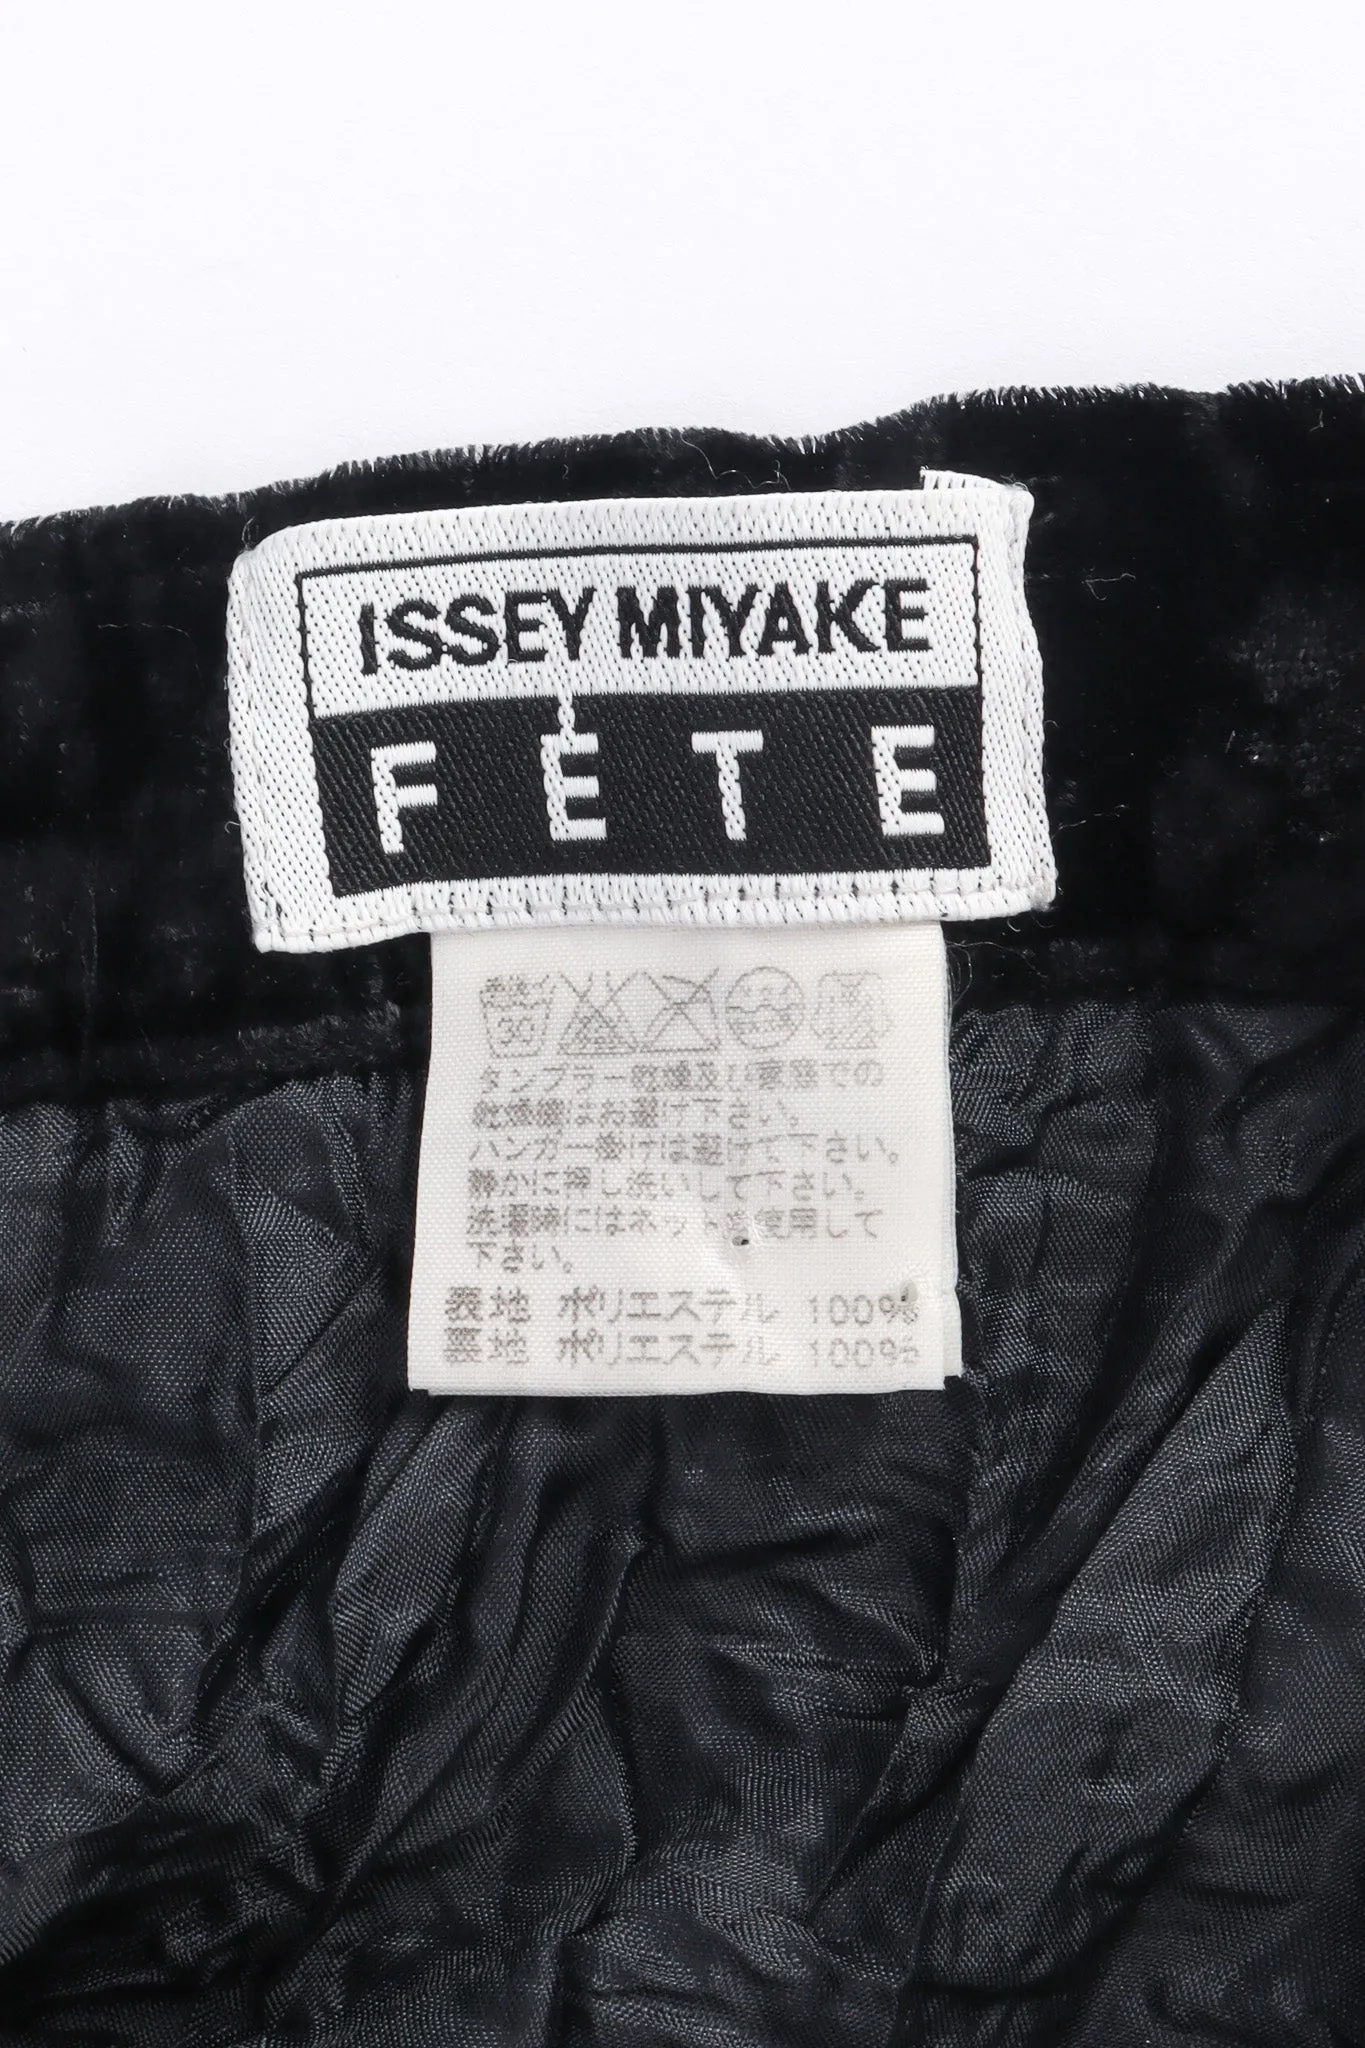 ISSEY MIYAKE
FÊTE
30
タンブラー乾燥及び東部での
乾燥機はお避け下さい。
ハンガー掛けは避けて下さい。
静かに押し洗いして下さい。
洗濯時にはネットを使用して
下さい。
表地 ポリエステル 100%
裏地 ポリエステル 100%